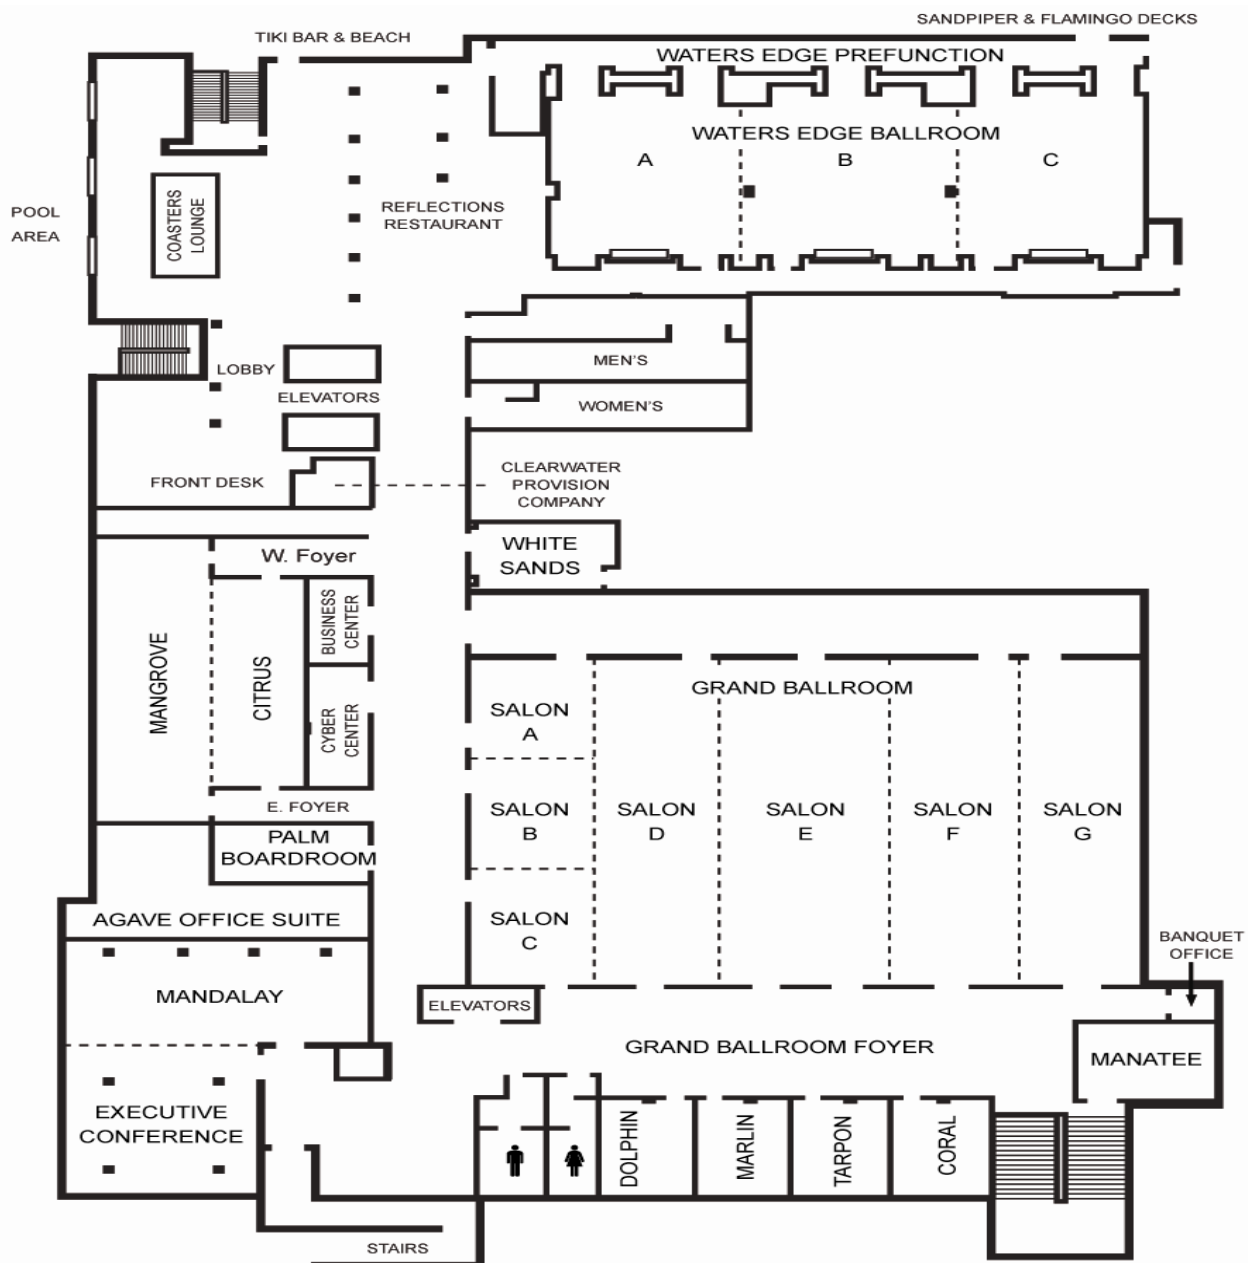 SANDPIPER & FLAMINGO DECKS
TIKI BAR & BEACH
WATERS EDGE PREFUNCTION
WATERS EDGE BALLROOM
A
B
C
POOL
AREA
COASTERS
LOUNGE
REFLECTIONS
RESTAURANT
LOBBY
ELEVATORS
MEN'S
WOMEN'S
FRONT DESK
CLEARWATER
PROVISION
COMPANY
WHITE
SANDS
W. Foyer
MANGROVE
CITRUS
BUSINESS
CENTER
CYBER
CENTER
E. FOYER
GRAND BALLROOM
SALON
A
SALON
B
SALON
C
SALON
D
SALON
E
SALON
F
SALON
G
PALM
BOARDROOM
AGAVE OFFICE SUITE
MANDALAY
EXECUTIVE
CONFERENCE
ELEVATORS
GRAND BALLROOM FOYER
BANQUET
OFFICE
MANATEE
DOLPHIN
MARLIN
TARPON
CORAL
STAIRS